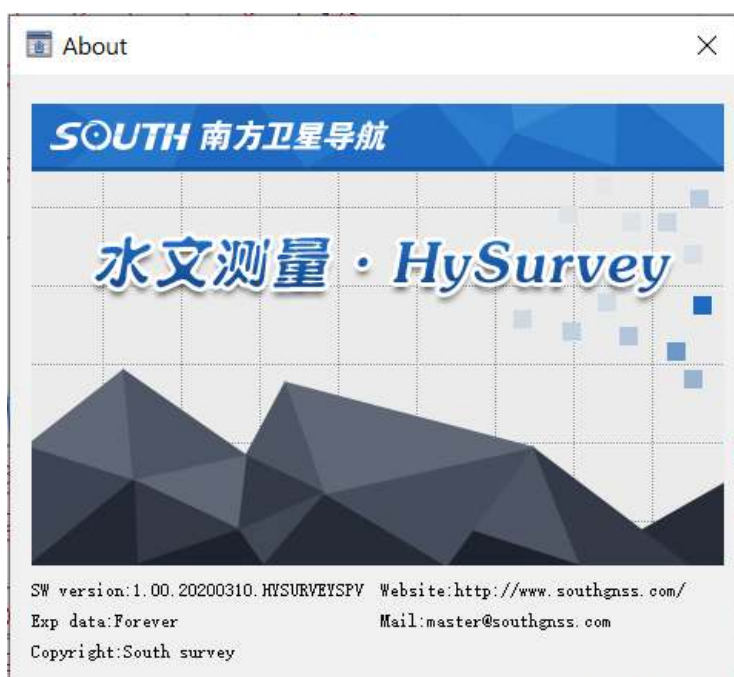 About
SOUTH 南方卫星导航
水文测量·HySurvey
SW version:1.00.20200310.HYSURVEYSPV Website:http://www.southgnss.com/
Exp data:Forever Mail:master@southgnss.com
Copyright:South survey